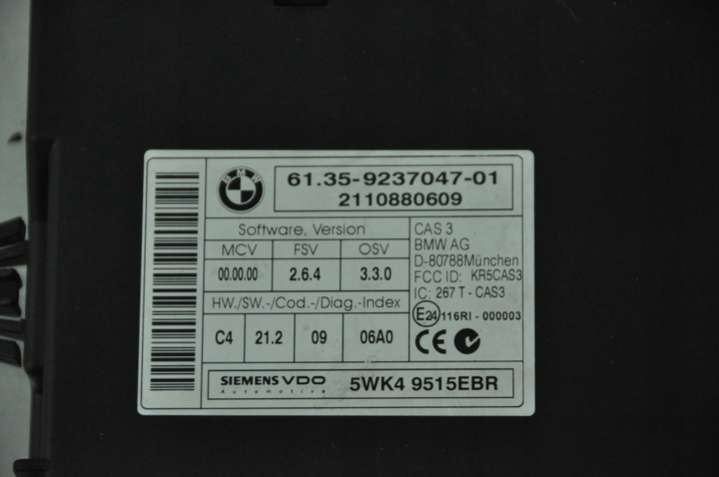 BMW
61.35-9237047-01
2110880609
Software, Version
MCV FSV OSV
00.00.00 2.6.4 3.3.0
HW./SW.-/Cod.-/Diag.-Index
C4 21.2 09 06A0
CAS 3
BMW AG
D-80788München
FCC ID: KR5CAS3
IC: 267 T - CAS3
E24 116RI - 000003
CE
SIEMENS VDO
Automotive
5WK4 9515EBR